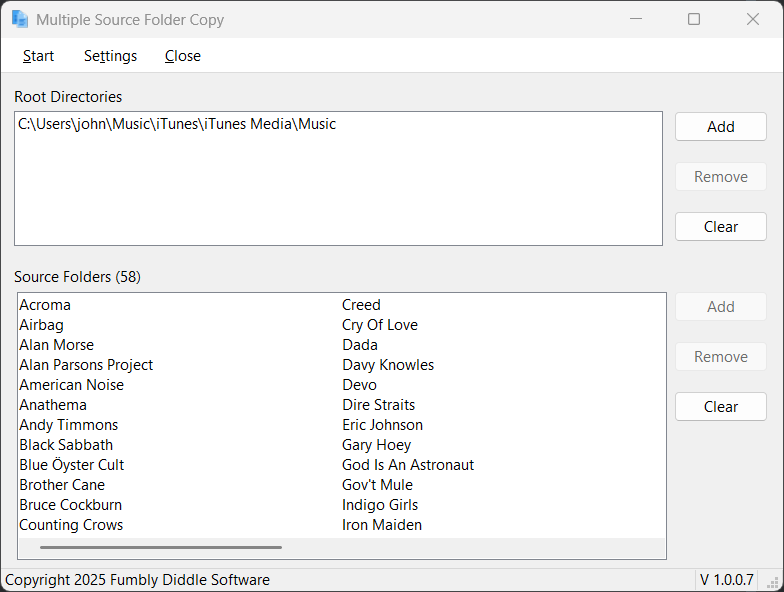 Multiple Source Folder Copy
Start Settings Close
Root Directories
C:\Users\john\Music\iTunes\iTunes Media\Music
Add
Remove
Clear
Source Folders (58)
Acroma
Airbag
Alan Morse
Alan Parsons Project
American Noise
Anathema
Andy Timmons
Black Sabbath
Blue Öyster Cult
Brother Cane
Bruce Cockburn
Counting Crows
Creed
Cry Of Love
Dada
Davy Knowles
Devo
Dire Straits
Eric Johnson
Gary Hoey
God Is An Astronaut
Gov't Mule
Indigo Girls
Iron Maiden
Add
Remove
Clear
Copyright 2025 Fumbly Diddle Software V 1.0.0.7